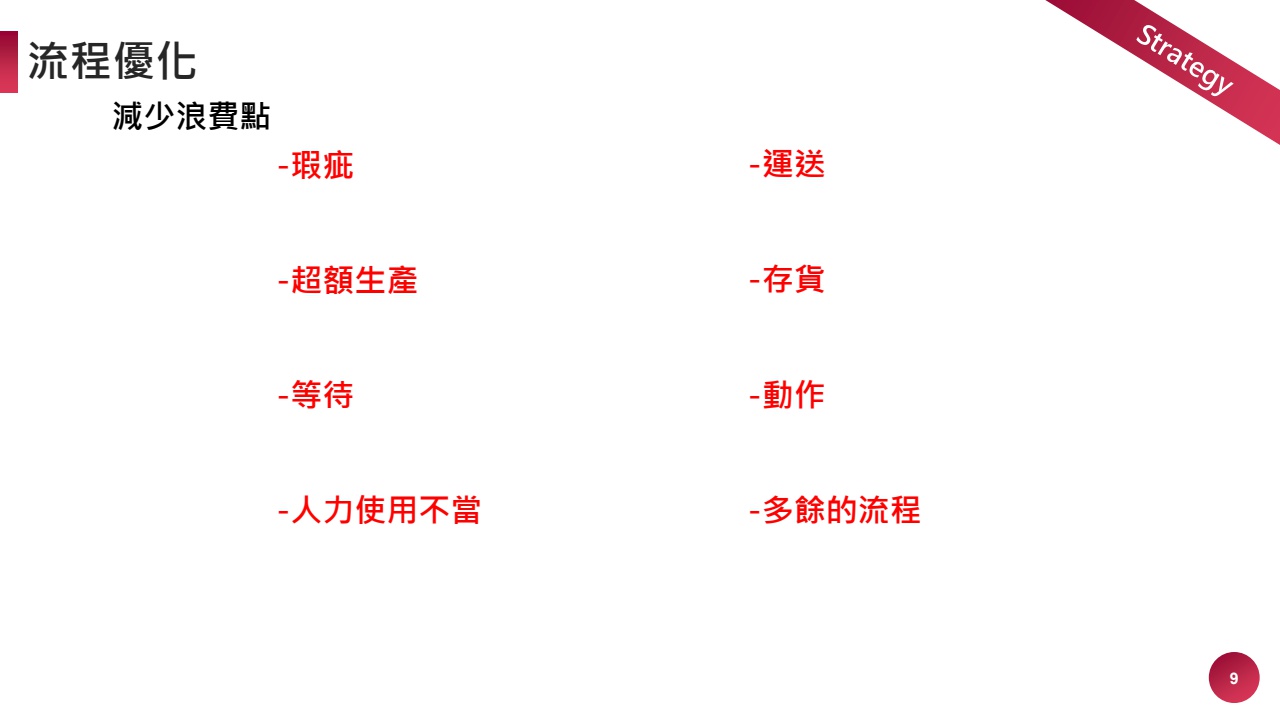 Strategy
流程優化
減少浪費點
-瑕疵
-運送
-超額生產
-存貨
-等待
-動作
-人力使用不當
-多餘的流程
9